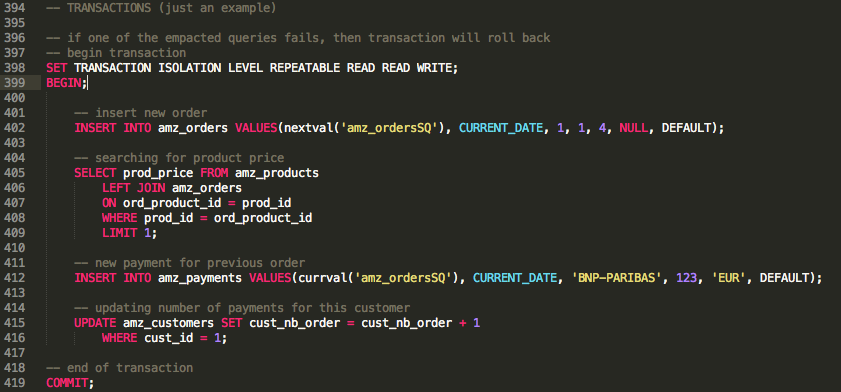 394 -- TRANSACTIONS (just an example)
395
396 -- if one of the empacted queries fails, then transaction will roll back
397 -- begin transaction
398 SET TRANSACTION ISOLATION LEVEL REPEATABLE READ READ WRITE;
399 BEGIN;
400
401 -- insert new order
402 INSERT INTO amz_orders VALUES(nextval('amz_ordersSQ'), CURRENT_DATE, 1, 1, 4, NULL, DEFAULT);
403
404 -- searching for product price
405 SELECT prod_price FROM amz_products
406 LEFT JOIN amz_orders
407 ON ord_product_id = prod_id
408 WHERE prod_id = ord_product_id
409 LIMIT 1;
410
411 -- new payment for previous order
412 INSERT INTO amz_payments VALUES(currval('amz_ordersSQ'), CURRENT_DATE, 'BNP-PARIBAS', 123, 'EUR', DEFAULT);
413
414 -- updating number of payments for this customer
415 UPDATE amz_customers SET cust_nb_order = cust_nb_order + 1
416 WHERE cust_id = 1;
417
418 -- end of transaction
419 COMMIT;